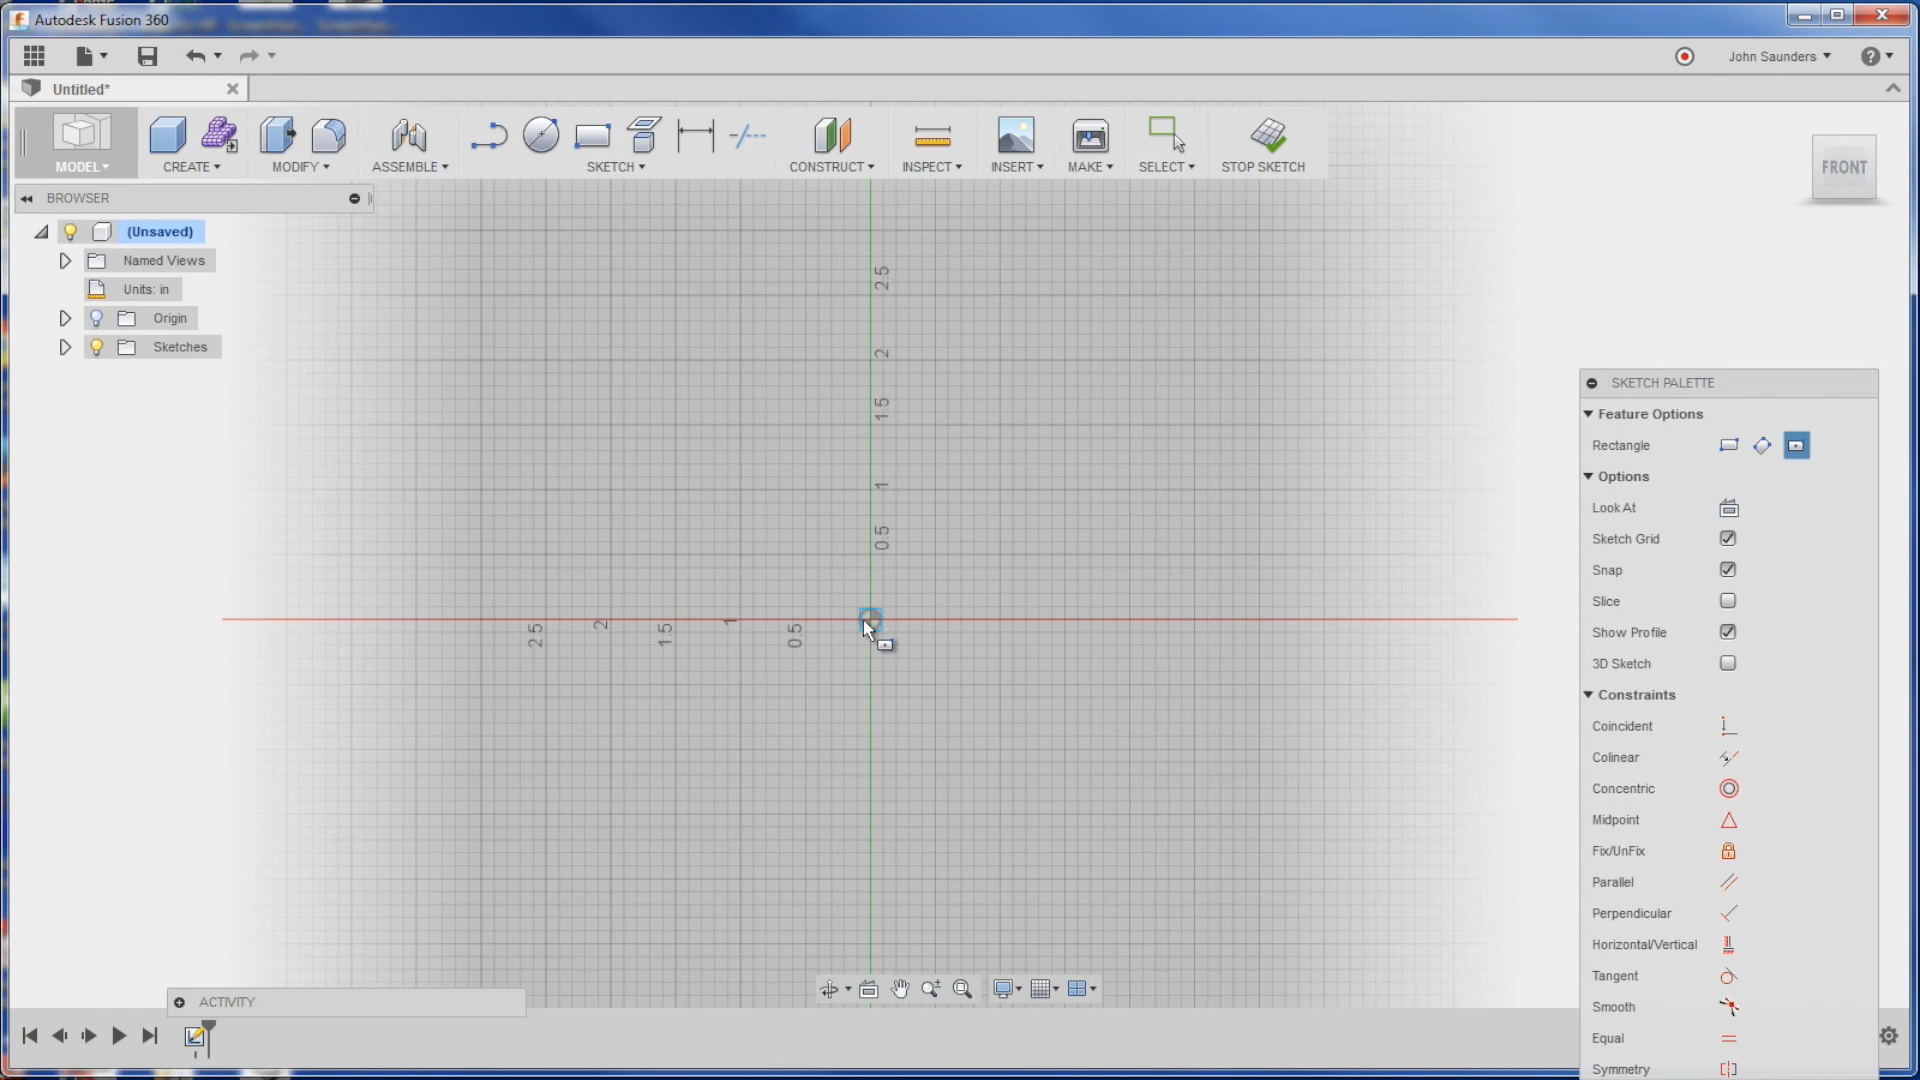 Autodesk Fusion 360
John Saunders
Untitled*
MODEL
CREATE
MODIFY
ASSEMBLE
SKETCH
CONSTRUCT
INSPECT
INSERT
MAKE
SELECT
STOP SKETCH
FRONT
BROWSER
(Unsaved)
Named Views
Units: in
Origin
Sketches
2.5
2
1.5
1
0.5
2.5
2
1.5
1
0.5
SKETCH PALETTE
Feature Options
Rectangle
Options
Look At
Sketch Grid
Snap
Slice
Show Profile
3D Sketch
Constraints
Coincident
Colinear
Concentric
Midpoint
Fix/UnFix
Parallel
Perpendicular
Horizontal/Vertical
Tangent
Smooth
Equal
Symmetry
ACTIVITY